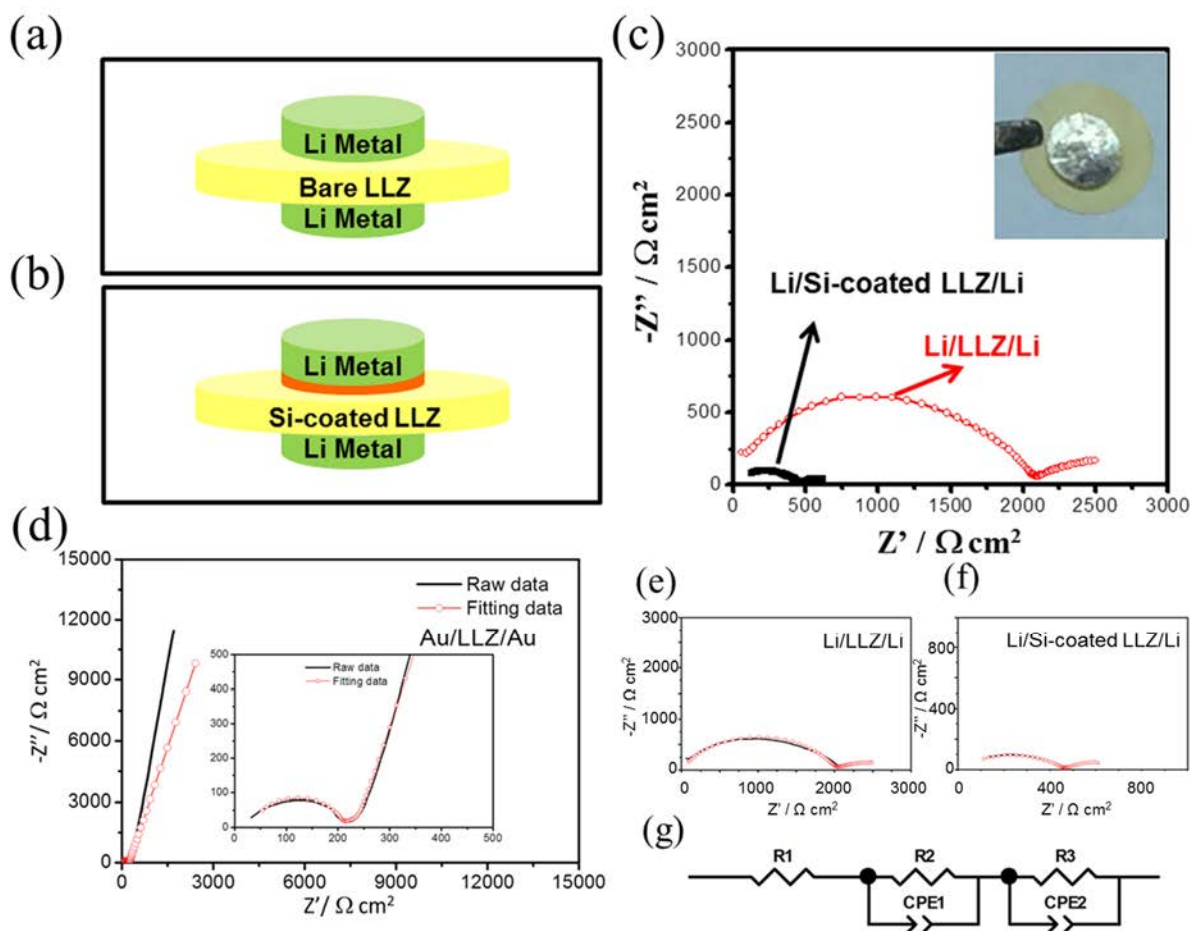 (a)
Li Metal
Bare LLZ
Li Metal
(b)
Li Metal
Si-coated LLZ
Li Metal
(c)
3000
2500
2000
1500
1000
500
0
-Z'' / Ω cm²
Li/Si-coated LLZ/Li
Li/LLZ/Li
0 500 1000 1500 2000 2500 3000
Z' / Ω cm²
(d)
15000
12000
9000
6000
3000
0
-Z''/ Ω cm²
Raw data
Fitting data
Au/LLZ/Au
500
400
300
200
100
0
Raw data
Fitting data
0 100 200 300 400 500
0 3000 6000 9000 12000 15000
Z'/ Ω cm²
(e)
3000
2000
1000
0
-Z'' / Ω cm²
Li/LLZ/Li
0 1000 2000 3000
Z' / Ω cm²
(f)
800
400
0
-Z'' / Ω cm²
Li/Si-coated LLZ/Li
0 400 800
Z' / Ω cm²
(g)
R1 R2 R3
CPE1 CPE2